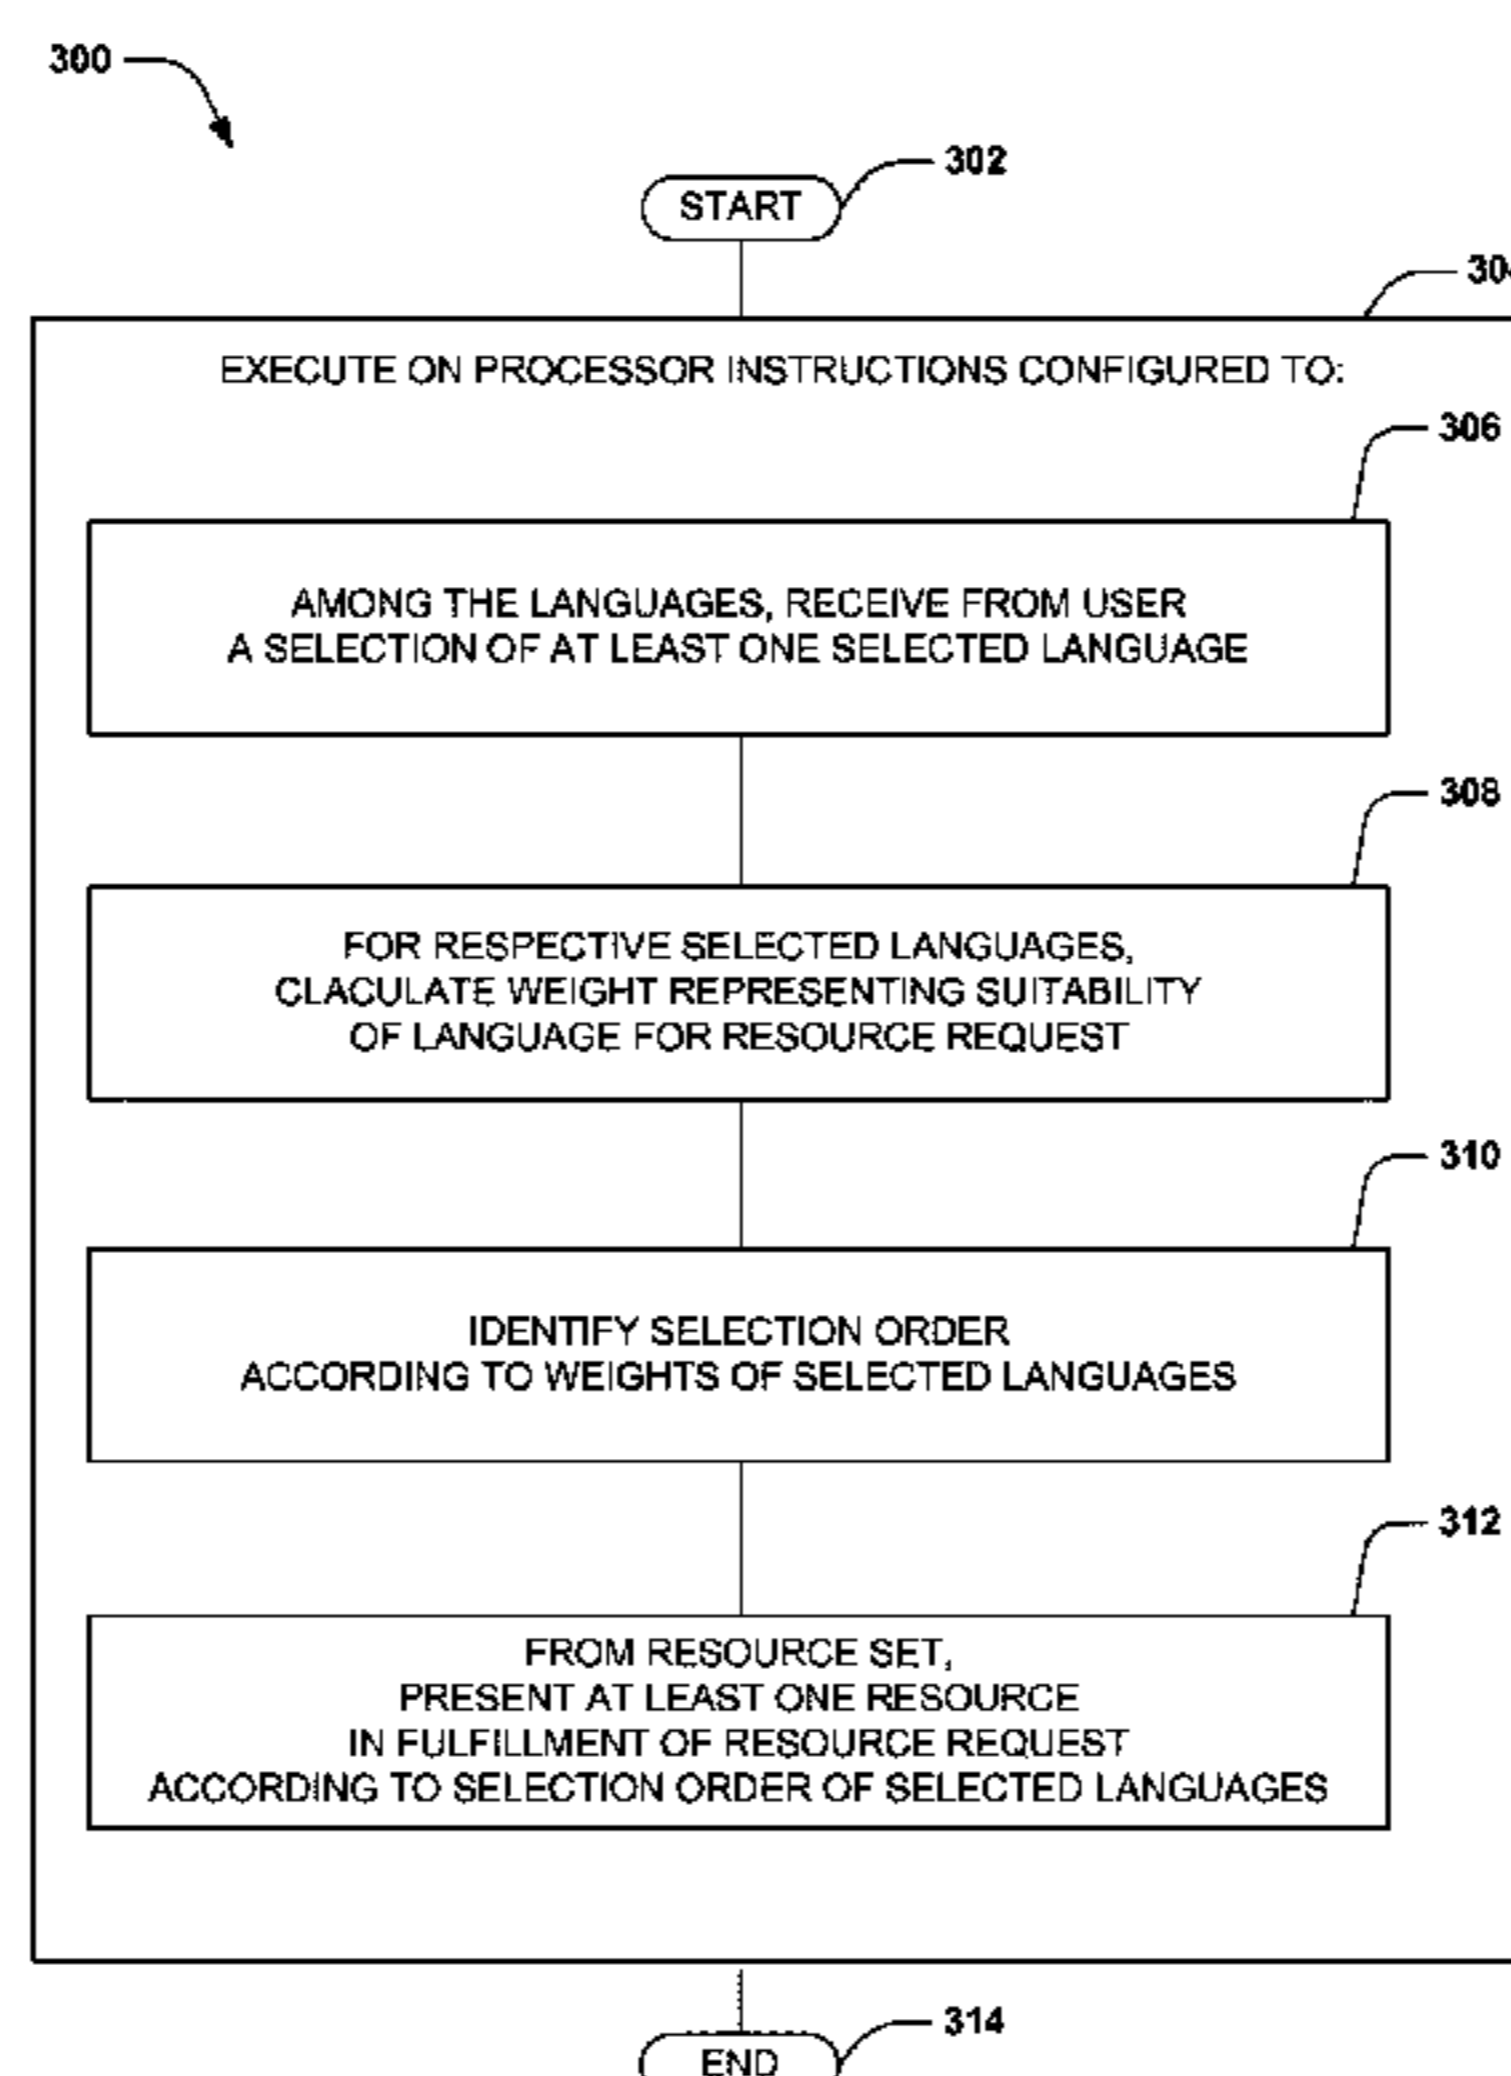 300
302
START
EXECUTE ON PROCESSOR INSTRUCTIONS CONFIGURED TO:
306
AMONG THE LANGUAGES, RECEIVE FROM USER
A SELECTION OF AT LEAST ONE SELECTED LANGUAGE
308
FOR RESPECTIVE SELECTED LANGUAGES,
CLACULATE WEIGHT REPRESENTING SUITABILITY
OF LANGUAGE FOR RESOURCE REQUEST
310
IDENTIFY SELECTION ORDER
ACCORDING TO WEIGHTS OF SELECTED LANGUAGES
312
FROM RESOURCE SET,
PRESENT AT LEAST ONE RESOURCE
IN FULFILLMENT OF RESOURCE REQUEST
ACCORDING TO SELECTION ORDER OF SELECTED LANGUAGES
314
END